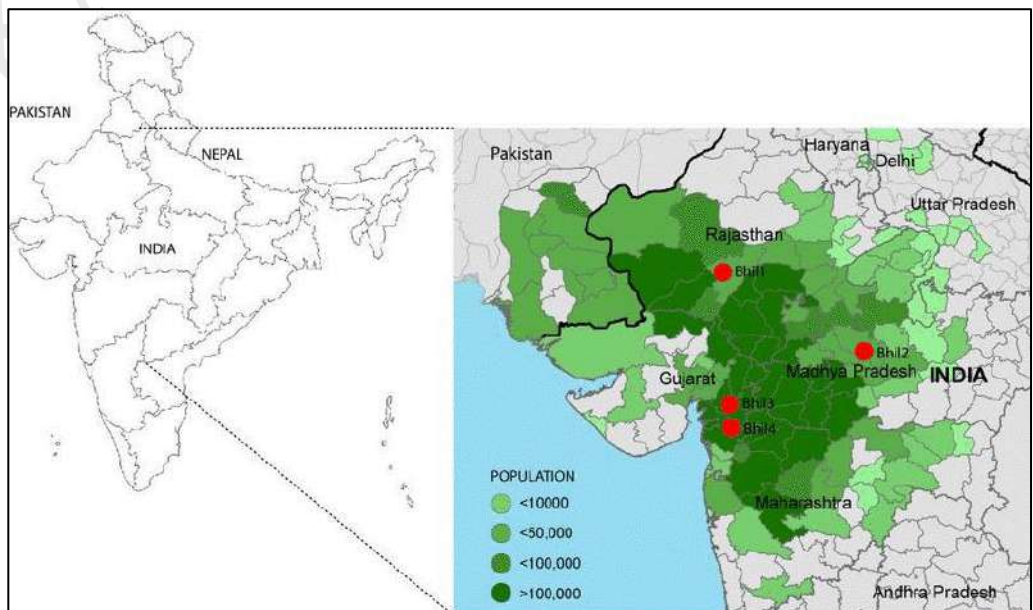 PAKISTAN
NEPAL
INDIA
Pakistan
Haryana
Delhi
Uttar Pradesh
Rajasthan
Bhil1
Bhil2
Madhya Pradesh
INDIA
Gujarat
Bhil3
Bhil4
Maharashtra
Andhra Pradesh
POPULATION
<10000
<50,000
<100,000
>100,000